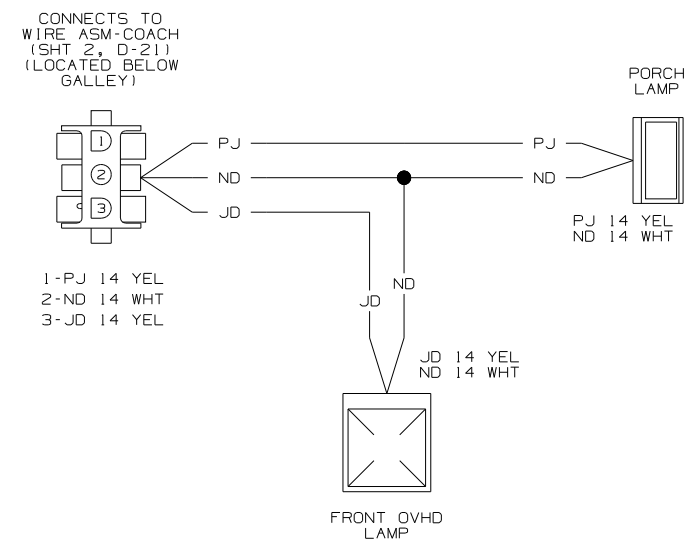 CONNECTS TO
WIRE ASM-COACH
(SHT 2, D-21)
(LOCATED BELOW
GALLEY)
PORCH
LAMP
1
2
3
PJ
PJ
ND
ND
JD
PJ 14 YEL
ND 14 WHT
1-PJ 14 YEL
2-ND 14 WHT
3-JD 14 YEL
ND
JD
JD 14 YEL
ND 14 WHT
FRONT OVHD
LAMP